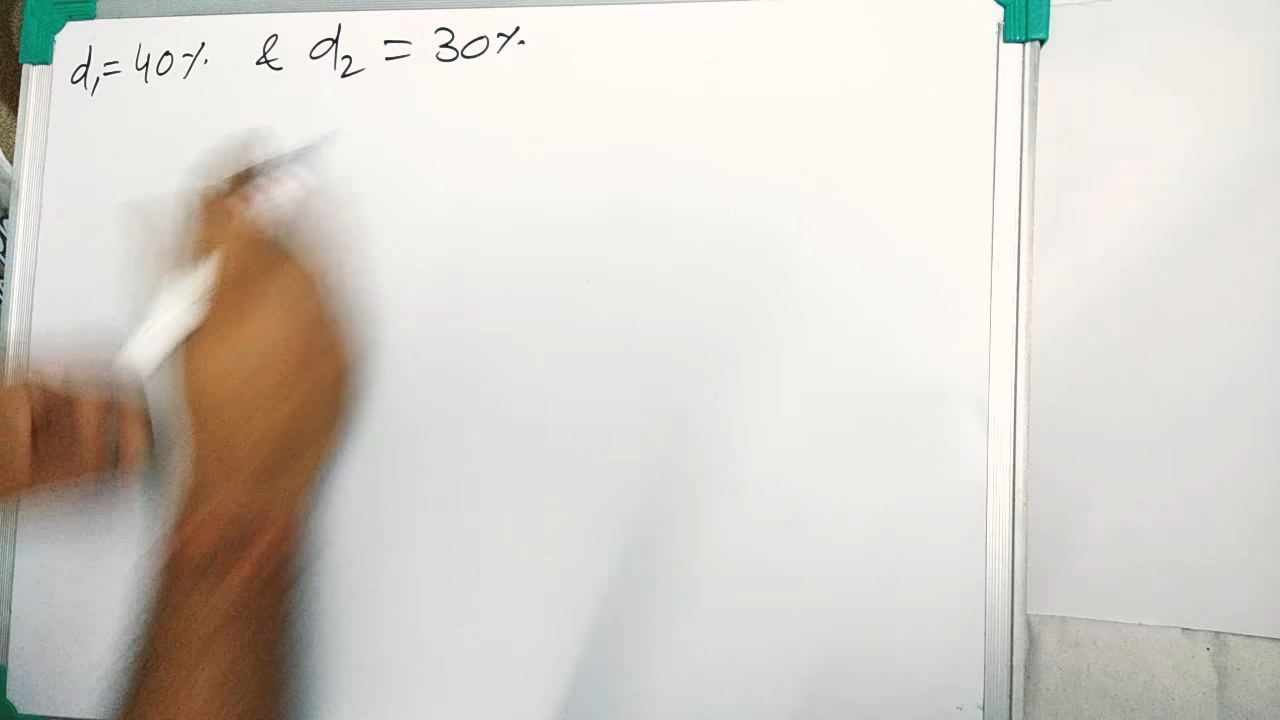 d₁ = 40% & d₂ = 30%